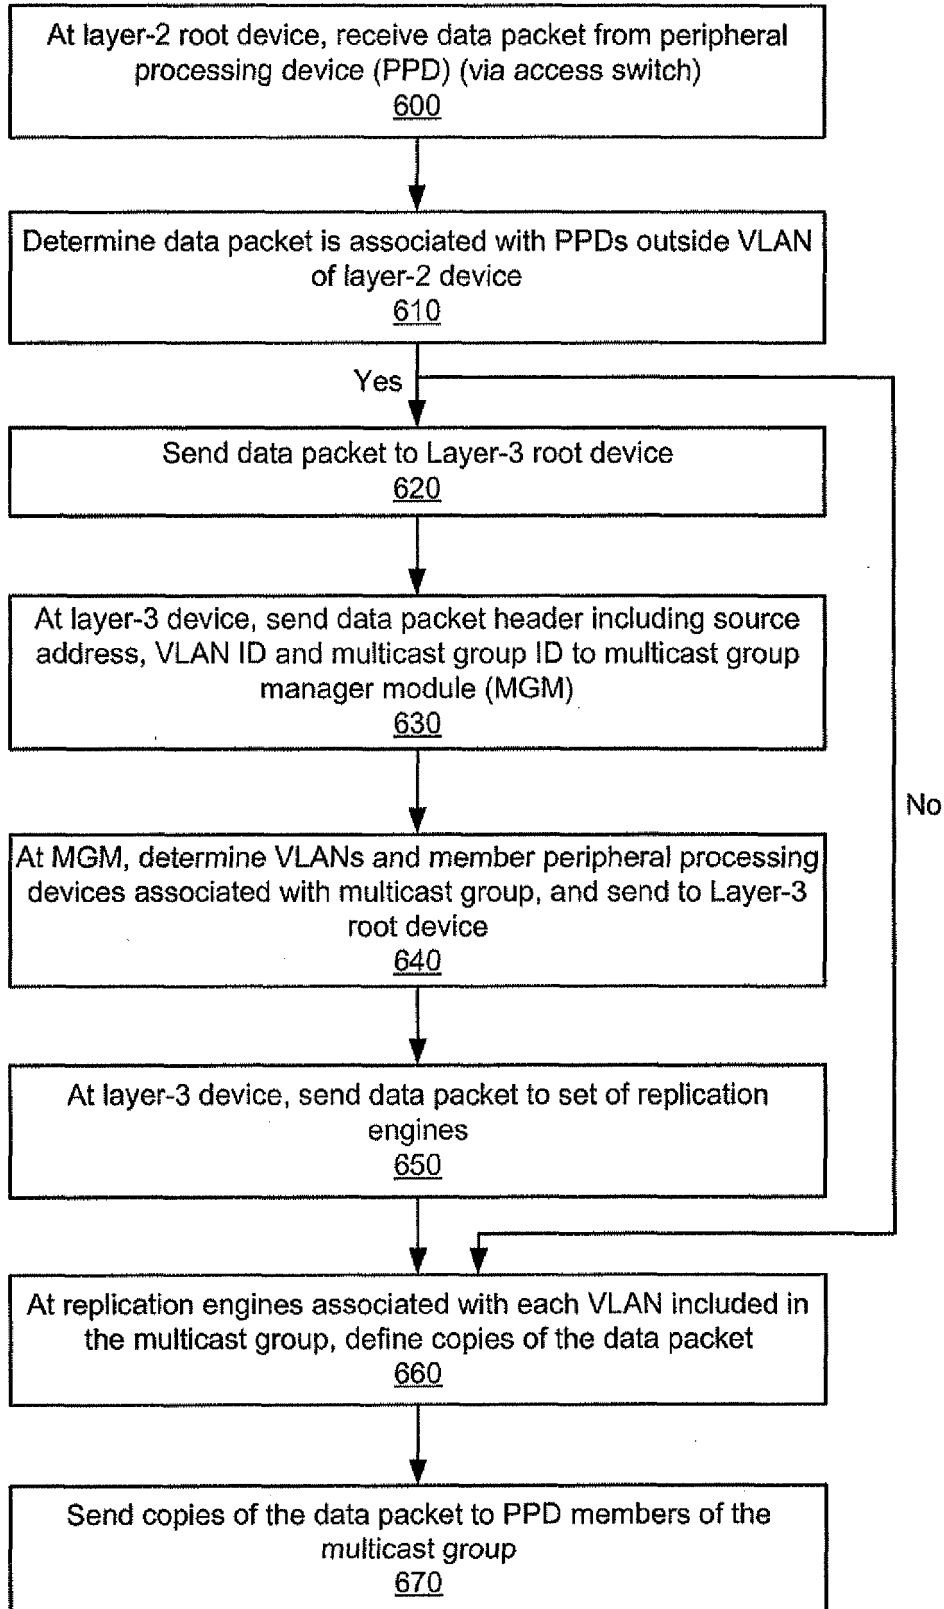 At layer-2 root device, receive data packet from peripheral
processing device (PPD) (via access switch)
600
Determine data packet is associated with PPDs outside VLAN
of layer-2 device
610
Yes
Send data packet to Layer-3 root device
620
At layer-3 device, send data packet header including source
address, VLAN ID and multicast group ID to multicast group
manager module (MGM)
630
No
At MGM, determine VLANs and member peripheral processing
devices associated with multicast group, and send to Layer-3
root device
640
At layer-3 device, send data packet to set of replication
engines
650
At replication engines associated with each VLAN included in
the multicast group, define copies of the data packet
660
Send copies of the data packet to PPD members of the
multicast group
670